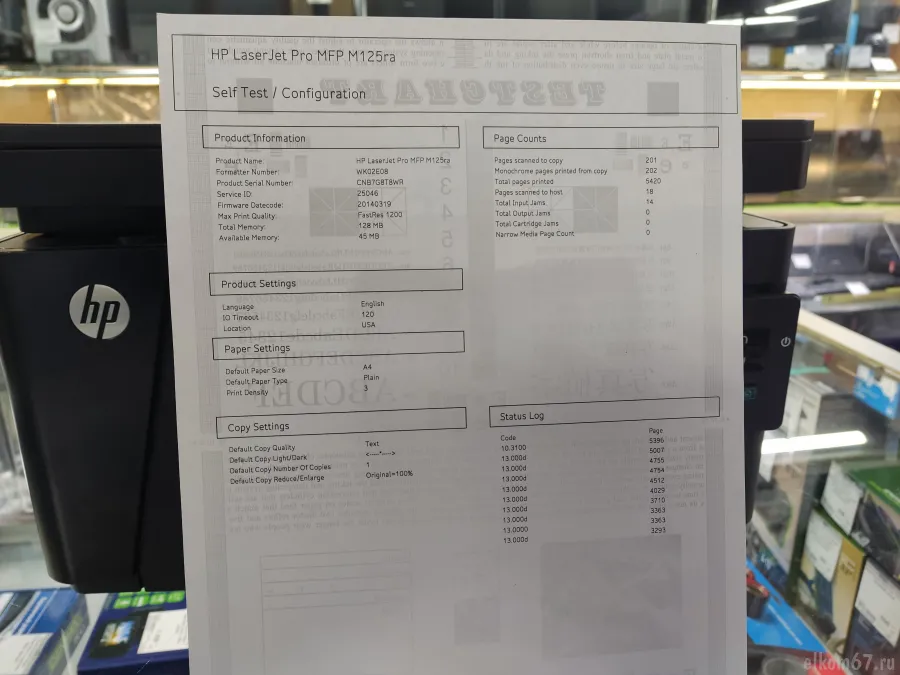 HP LaserJet Pro MFP M125ra
Self Test / Configuration
TESTCHART
Product Information
Product Name: HP LaserJet Pro MFP M125ra
Formatter Number: WK02E08
Product Serial Number: CNB7G8T8WR
Service ID: 25046
Firmware Datecode: 20140319
Max Print Quality: FastRes 1200
Total Memory: 128 MB
Available Memory: 45 MB
Page Counts
Pages scanned to copy 201
Monochrome pages printed from copy 202
Total pages printed 5420
Pages scanned to host 18
Total Input Jams 14
Total Output Jams 0
Total Cartridge Jams 0
Narrow Media Page Count 0
Product Settings
Language English
IO Timeout 120
Location USA
Paper Settings
Default Paper Size A4
Default Paper Type Plain
Print Density 3
Copy Settings
Default Copy Quality Text
Default Copy Light/Dark <----*---->
Default Copy Number Of Copies 1
Default Copy Reduce/Enlarge Original=100%
Status Log
Code Page
10.3100 5396
13.000d 5007
13.000d 4755
13.000d 4754
13.000d 4512
13.000d 4029
13.000d 3710
13.000d 3363
13.0000 3363
13.000d 3293
hp
elkom67.ru